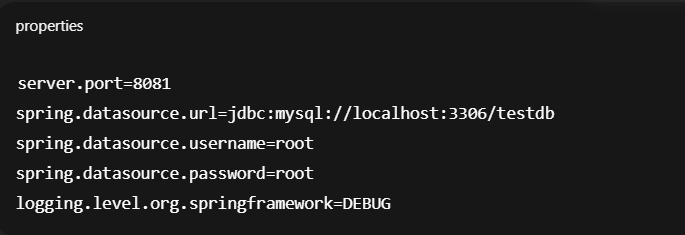 properties
server.port=8081
spring.datasource.url=jdbc:mysql://localhost:3306/testdb
spring.datasource.username=root
spring.datasource.password=root
logging.level.org.springframework=DEBUG